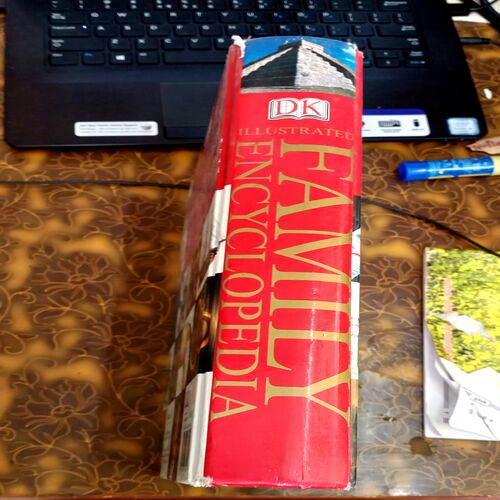 DK
ILLUSTRATED
FAMILY
ENCYCLOPEDIA